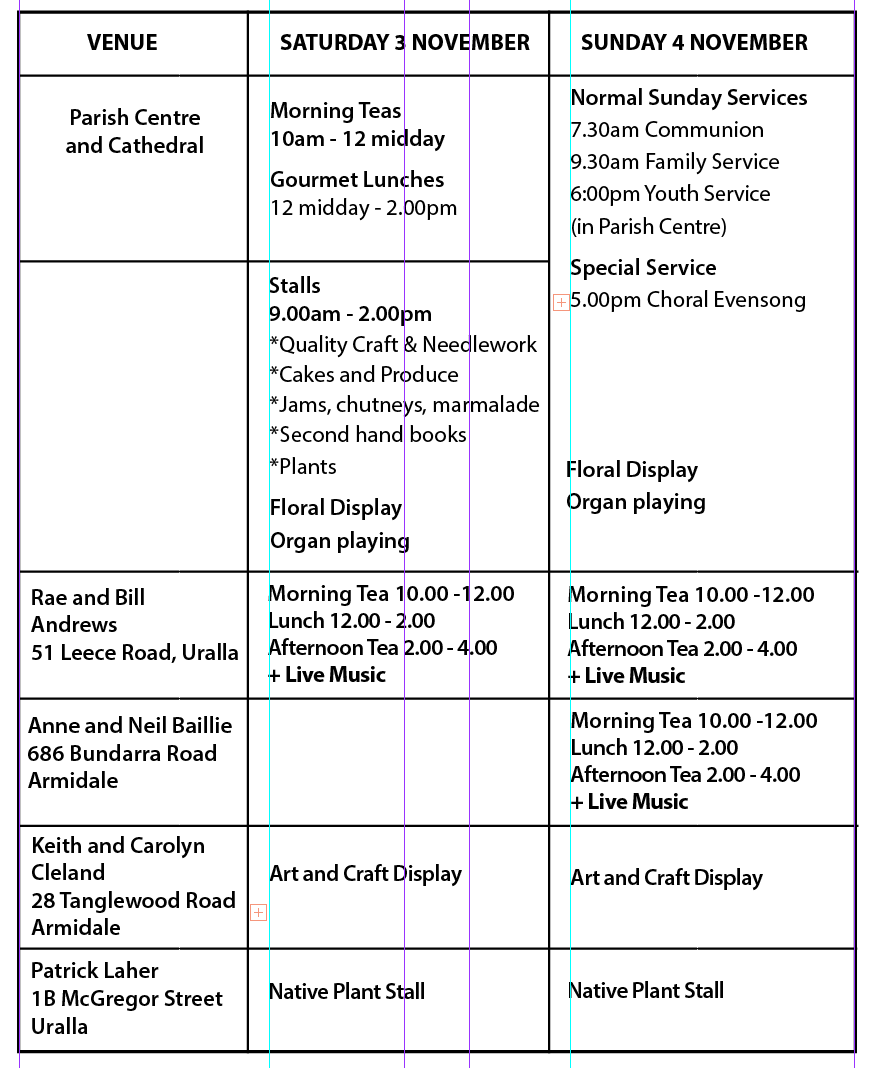 VENUE
SATURDAY 3 NOVEMBER
SUNDAY 4 NOVEMBER
Parish Centre
and Cathedral
Morning Teas
10am - 12 midday
Gourmet Lunches
12 midday - 2.00pm
Normal Sunday Services
7.30am Communion
9.30am Family Service
6:00pm Youth Service
(in Parish Centre)
Special Service
5.00pm Choral Evensong
Stalls
9.00am - 2.00pm
*Quality Craft & Needlework
*Cakes and Produce
*Jams, chutneys, marmalade
*Second hand books
*Plants
Floral Display
Organ playing
Floral Display
Organ playing
Rae and Bill
Andrews
51 Leece Road, Uralla
Morning Tea 10.00 -12.00
Lunch 12.00 - 2.00
Afternoon Tea 2.00 - 4.00
+ Live Music
Morning Tea 10.00 -12.00
Lunch 12.00 - 2.00
Afternoon Tea 2.00 - 4.00
+ Live Music
Anne and Neil Baillie
686 Bundarra Road
Armidale
Morning Tea 10.00 -12.00
Lunch 12.00 - 2.00
Afternoon Tea 2.00 - 4.00
+ Live Music
Keith and Carolyn
Cleland
28 Tanglewood Road
Armidale
Art and Craft Display
Art and Craft Display
Patrick Laher
1B McGregor Street
Uralla
Native Plant Stall
Native Plant Stall